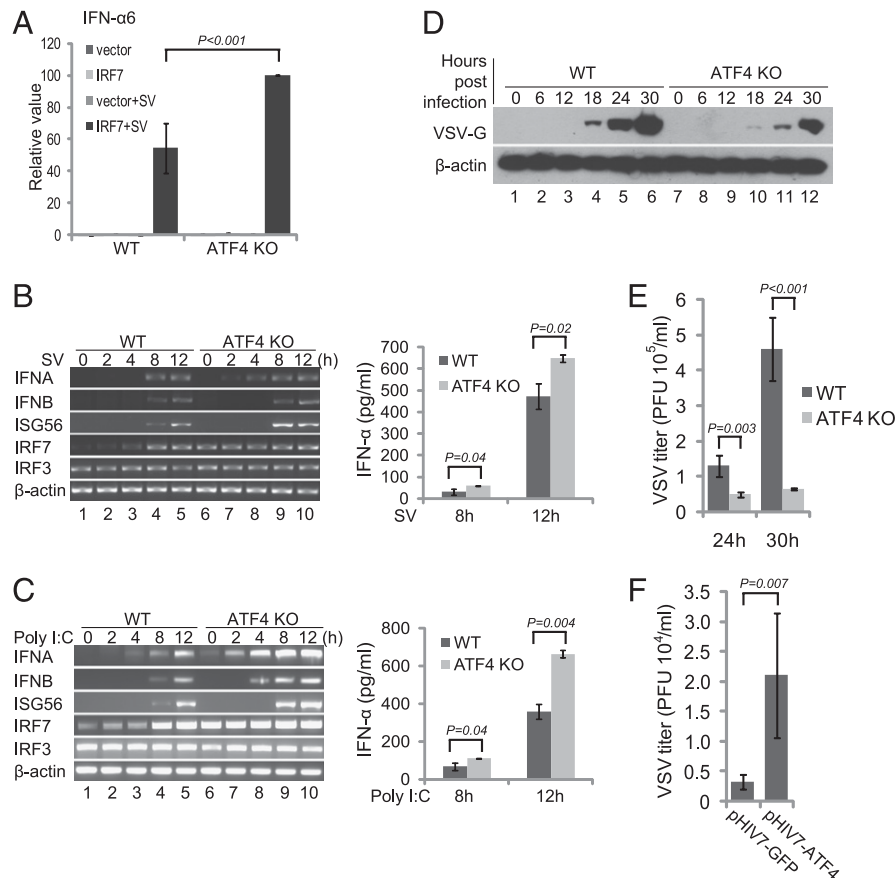 A
IFN-α6
P<0.001
120
100
80
60
40
20
0
Relative value
vector
IRF7
vector+SV
IRF7+SV
WT
ATF4 KO
B
WT
ATF4 KO
SV 0 2 4 8 12 0 2 4 8 12 (h)
IFNA
IFNB
ISG56
IRF7
IRF3
β-actin
1 2 3 4 5 6 7 8 9 10
IFN-α (pg/ml)
700
600
500
400
300
200
100
0
WT
ATF4 KO
P=0.02
P=0.04
SV 8h 12h
C
WT
ATF4 KO
Poly I:C 0 2 4 8 12 0 2 4 8 12 (h)
IFNA
IFNB
ISG56
IRF7
IRF3
β-actin
1 2 3 4 5 6 7 8 9 10
IFN-α (pg/ml)
800
600
400
200
0
WT
ATF4 KO
P=0.004
P=0.04
Poly I:C 8h 12h
D
Hours
post
infection
WT
ATF4 KO
0 6 12 18 24 30 0 6 12 18 24 30
VSV-G
β-actin
1 2 3 4 5 6 7 8 9 10 11 12
E
P<0.001
P=0.003
VSV titer (PFU 10⁵/ml)
6
5
4
3
2
1
0
WT
ATF4 KO
24h 30h
F
P=0.007
VSV titer (PFU 10⁴/ml)
3.5
3.0
2.5
2.0
1.5
1.0
0.5
0
pHIV7-GFP
pHIV7-ATF4